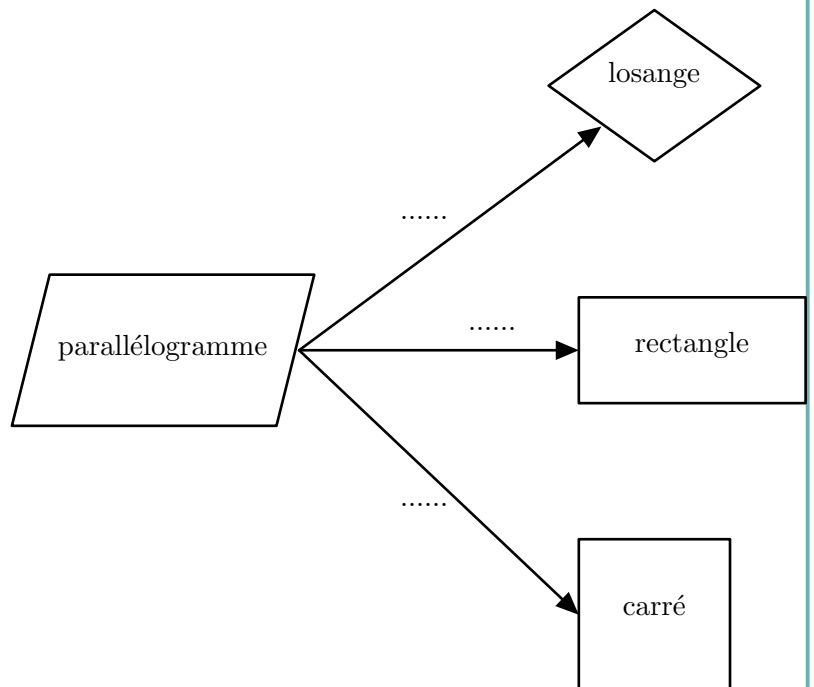 losange
......
......
parallélogramme
rectangle
......
carré